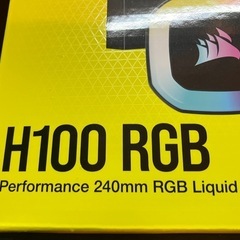 H100 RGB
Performance 240mm RGB Liquid